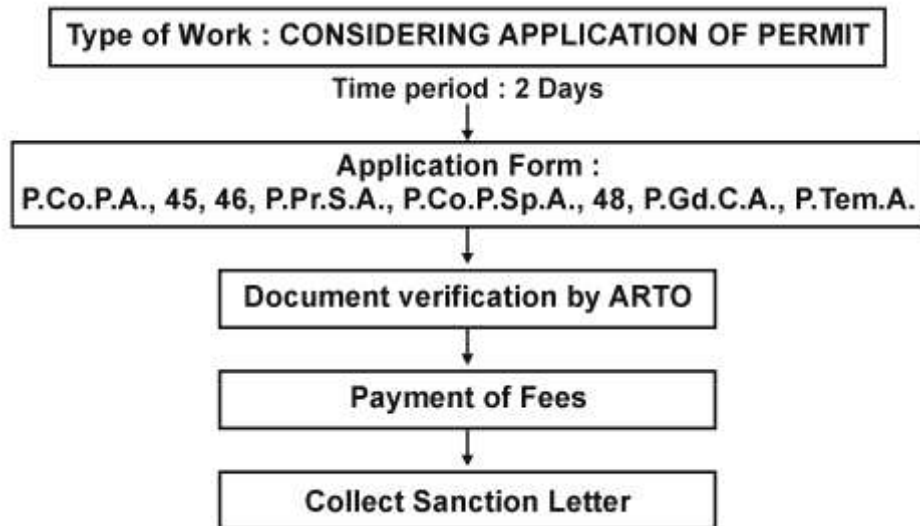 Type of Work : CONSIDERING APPLICATION OF PERMIT
Time period : 2 Days
Application Form :
P.Co.P.A., 45, 46, P.Pr.S.A., P.Co.P.Sp.A., 48, P.Gd.C.A., P.Tem.A.
Document verification by ARTO
Payment of Fees
Collect Sanction Letter